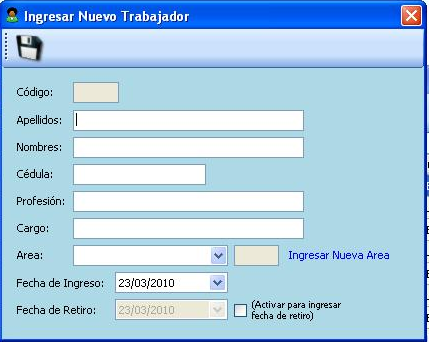 Ingresar Nuevo Trabajador
Código:
Apellidos:
Nombres:
Cédula:
Profesión:
Cargo:
Area: Ingresar Nueva Area
Fecha de Ingreso: 23/03/2010
Fecha de Retiro: 23/03/2010 (Activar para ingresar
fecha de retiro)